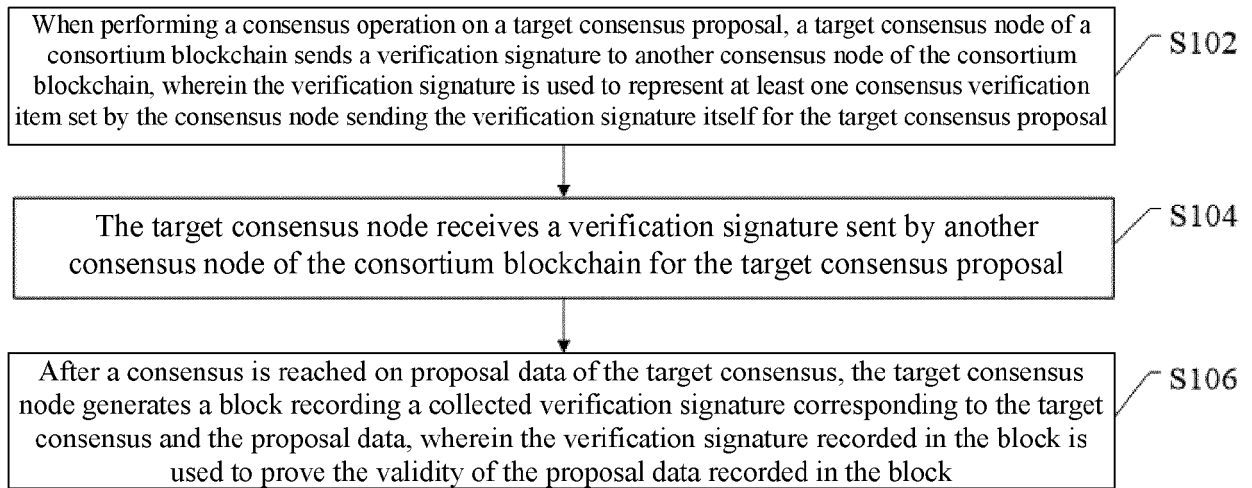 When performing a consensus operation on a target consensus proposal, a target consensus node of a
consortium blockchain sends a verification signature to another consensus node of the consortium
blockchain, wherein the verification signature is used to represent at least one consensus verification
item set by the consensus node sending the verification signature itself for the target consensus proposal
S102
The target consensus node receives a verification signature sent by another
consensus node of the consortium blockchain for the target consensus proposal
S104
After a consensus is reached on proposal data of the target consensus, the target consensus
node generates a block recording a collected verification signature corresponding to the target
consensus and the proposal data, wherein the verification signature recorded in the block is
used to prove the validity of the proposal data recorded in the block
S106